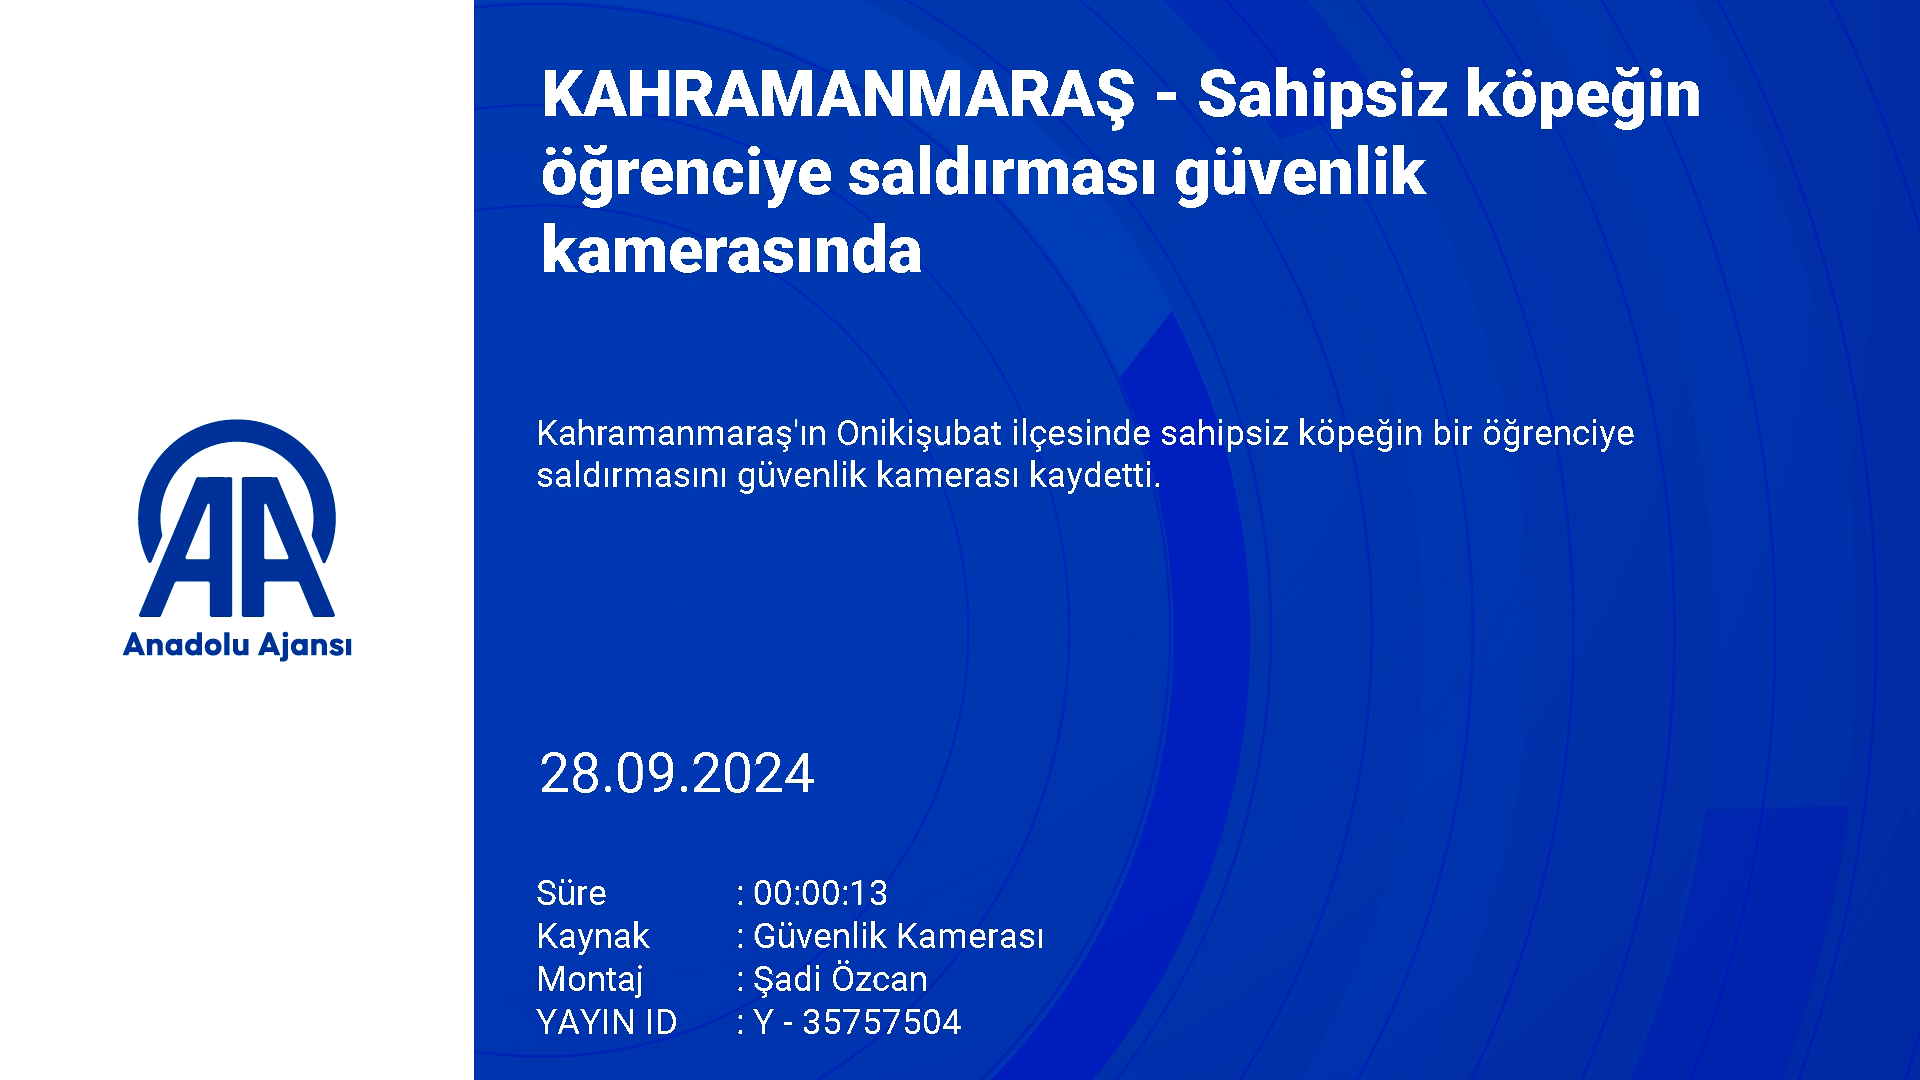 KAHRAMANMARAŞ - Sahipsiz köpeğin
öğrenciye saldırması güvenlik
kamerasında
Kahramanmaraş'ın Onikişubat ilçesinde sahipsiz köpeğin bir öğrenciye
saldırmasını güvenlik kamerası kaydetti.
AA
Anadolu Ajansı
28.09.2024
Süre : 00:00:13
Kaynak : Güvenlik Kamerası
Montaj : Şadi Özcan
YAYIN ID : Y - 35757504